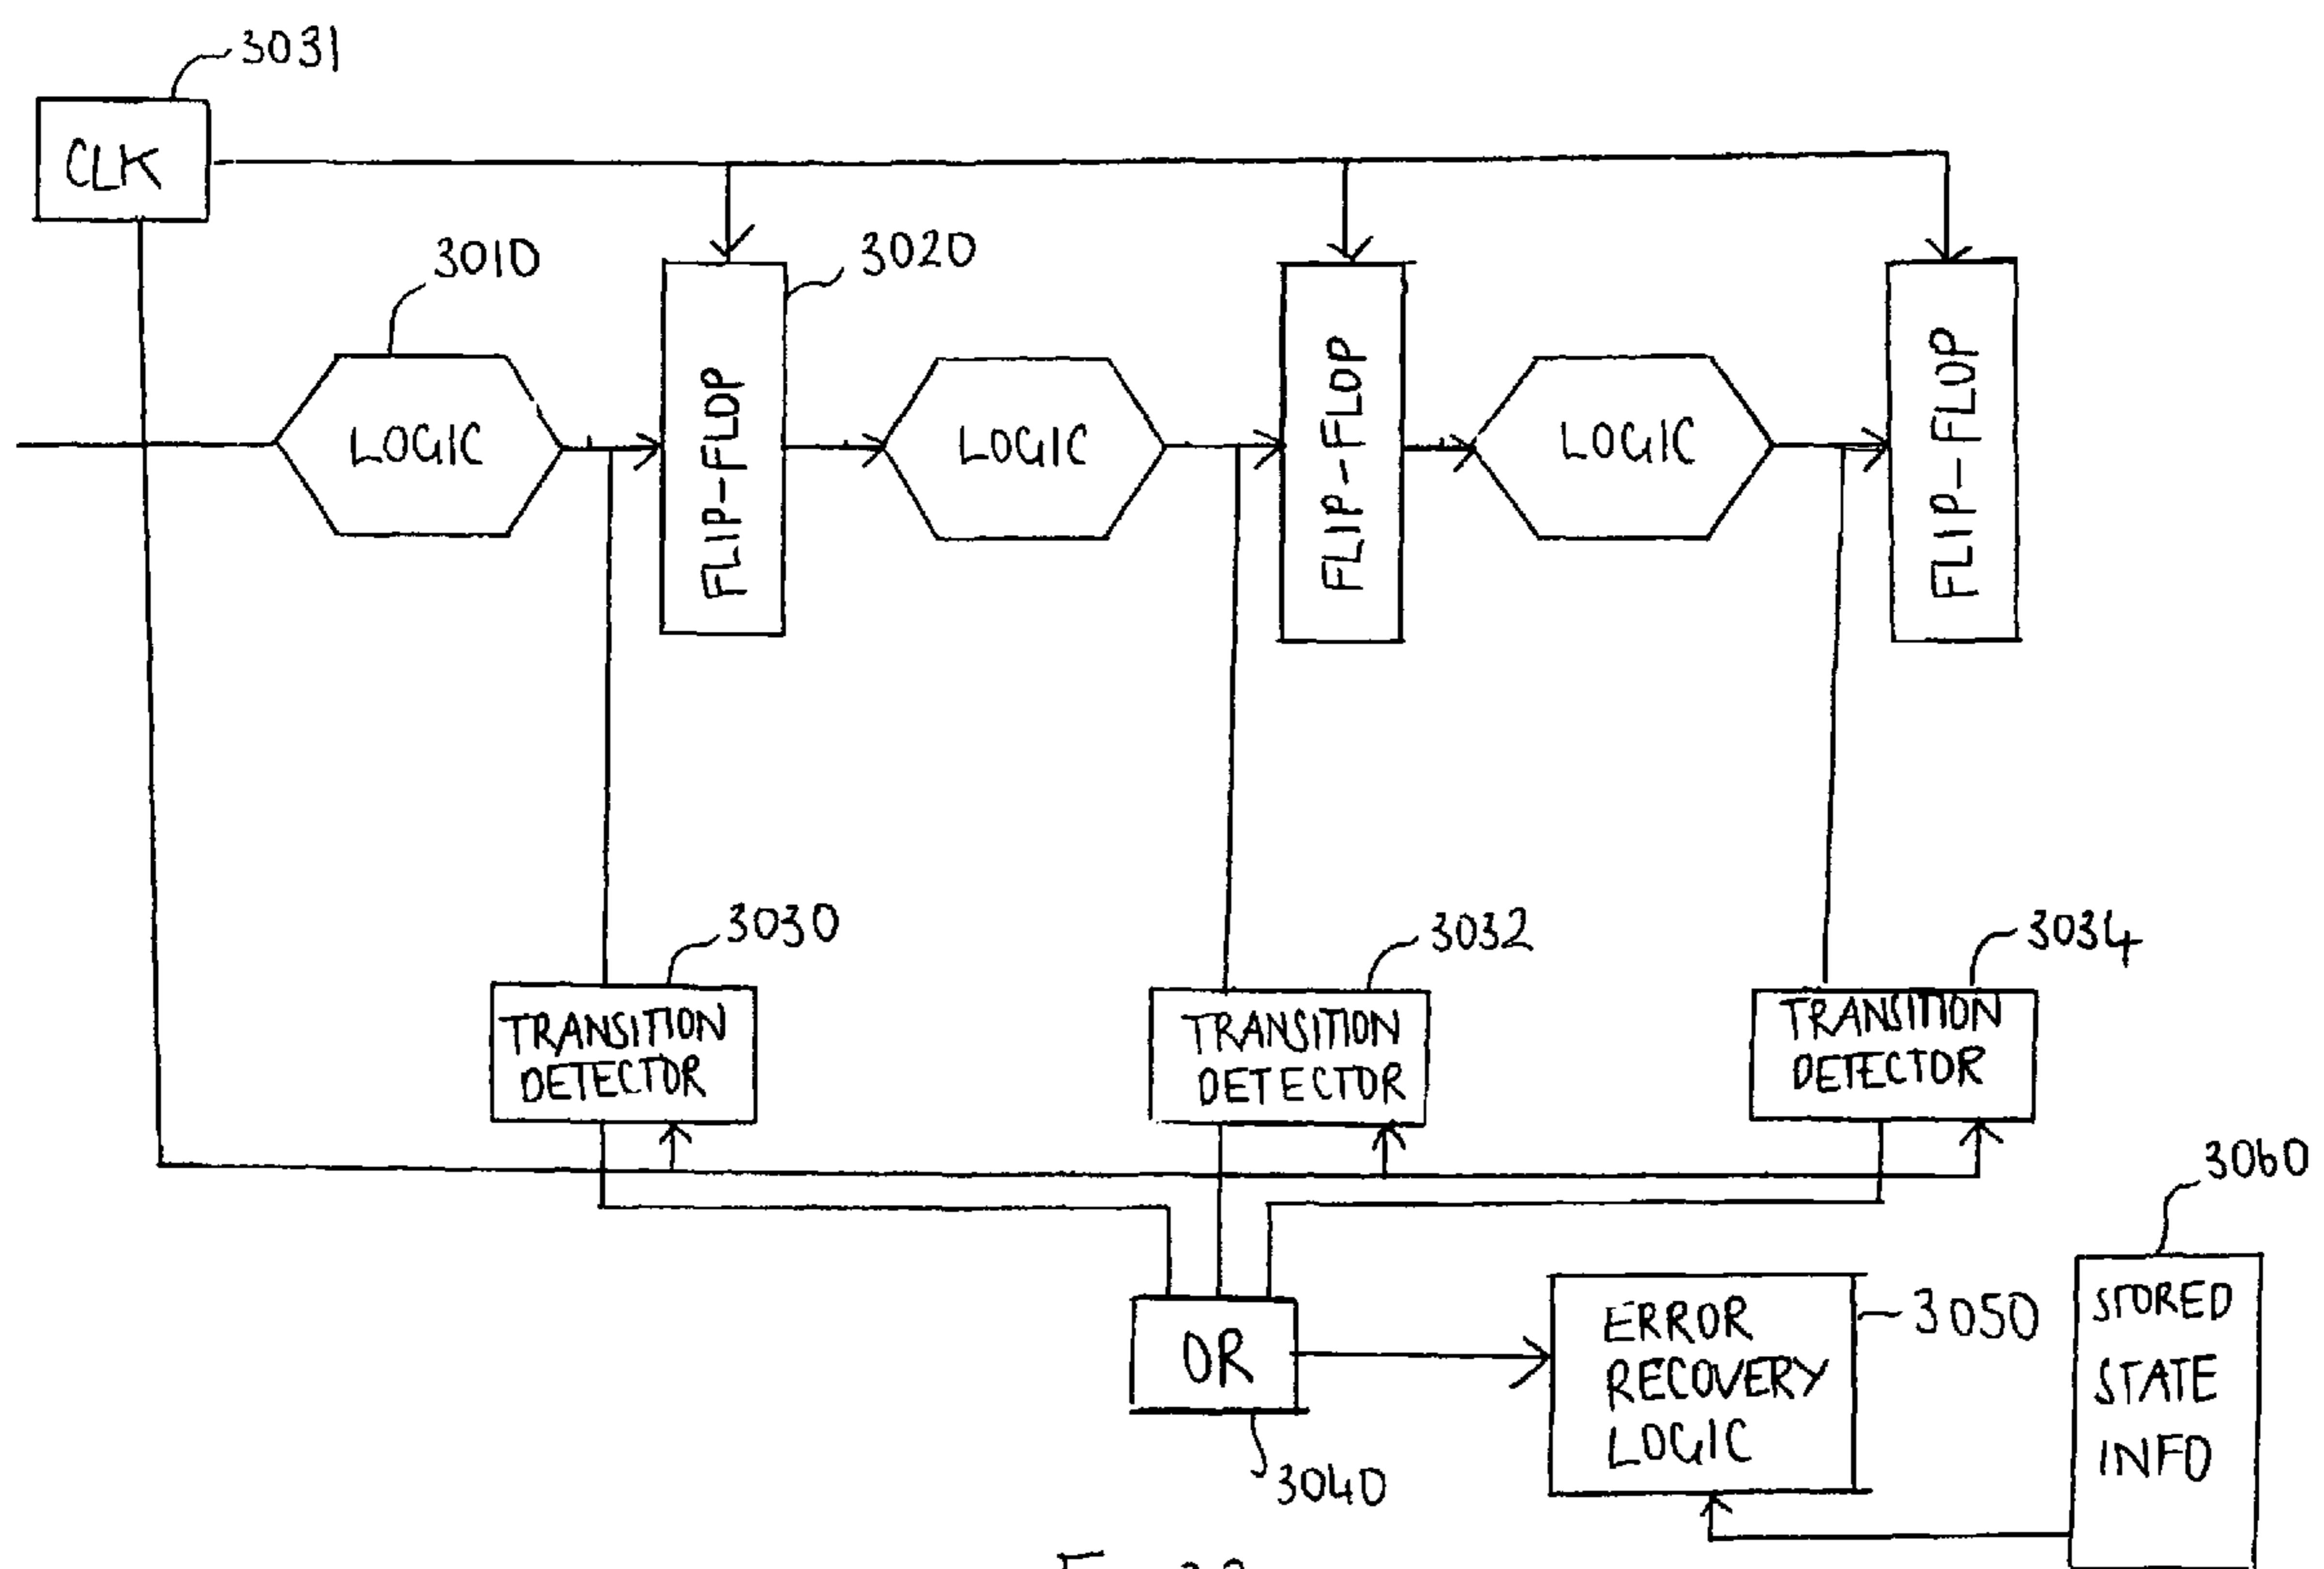 3031
CLK
3010
3020
LOGIC
FLIP-FLOP
LOGIC
FLIP-FLOP
LOGIC
FLIP-FLOP
3030
3032
3034
TRANSITION
DETECTOR
TRANSITION
DETECTOR
TRANSITION
DETECTOR
3060
OR
3040
ERROR
RECOVERY
LOGIC
3050
STORED
STATE
INFO